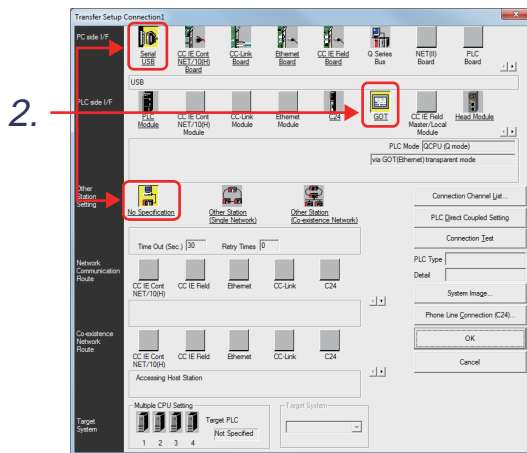 Transfer Setup Connection1
PC side I/F
Serial USB
CC IE Cont NET/10(H) Board
CC-Link Board
Ethernet Board
CC IE Field Board
Q Series Bus
NET(II) Board
PLC Board
USB
2.
PLC side I/F
PLC Module
CC IE Cont NET/10(H) Module
CC-Link Module
Ethernet Module
C24
GOT
CC IE Field Master/Local Module
Head Module
PLC Mode QCPU (Q mode)
via GOT(Ethernet) transparent mode
Other Station Setting
No Specification
Other Station (Single Network)
Other Station (Co-existence Network)
Time Out (Sec.) 30 Retry Times 0
Connection Channel List...
PLC Direct Coupled Setting
Connection Test
PLC Type
Detail
System Image...
Phone Line Connection (C24)...
OK
Cancel
Network Communication Route
CC IE Cont NET/10(H)
CC IE Field
Ethernet
CC-Link
C24
Co-existence Network Route
CC IE Cont NET/10(H)
CC IE Field
Ethernet
CC-Link
C24
Accessing Host Station
Target System
Multiple CPU Setting
1 2 3 4
Target PLC
Not Specified
Target System